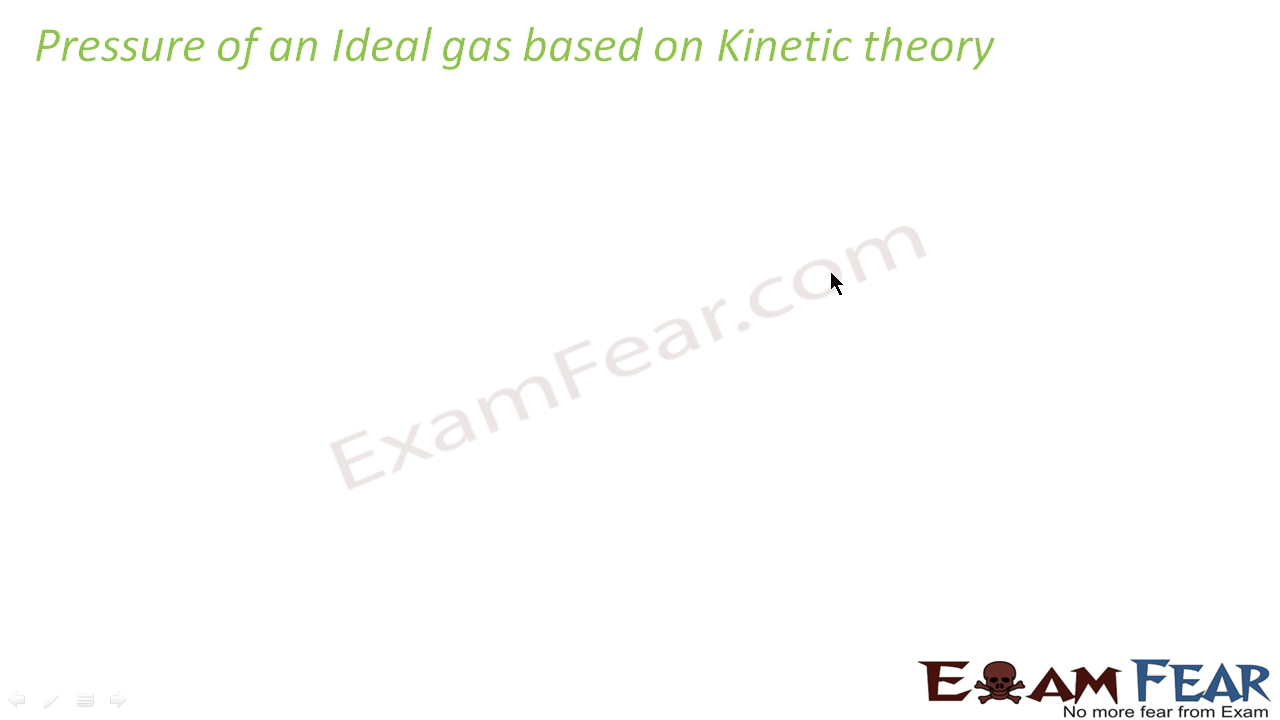 Pressure of an Ideal gas based on Kinetic theory
ExamFear.com
EXAM FEAR
No more fear from Exam